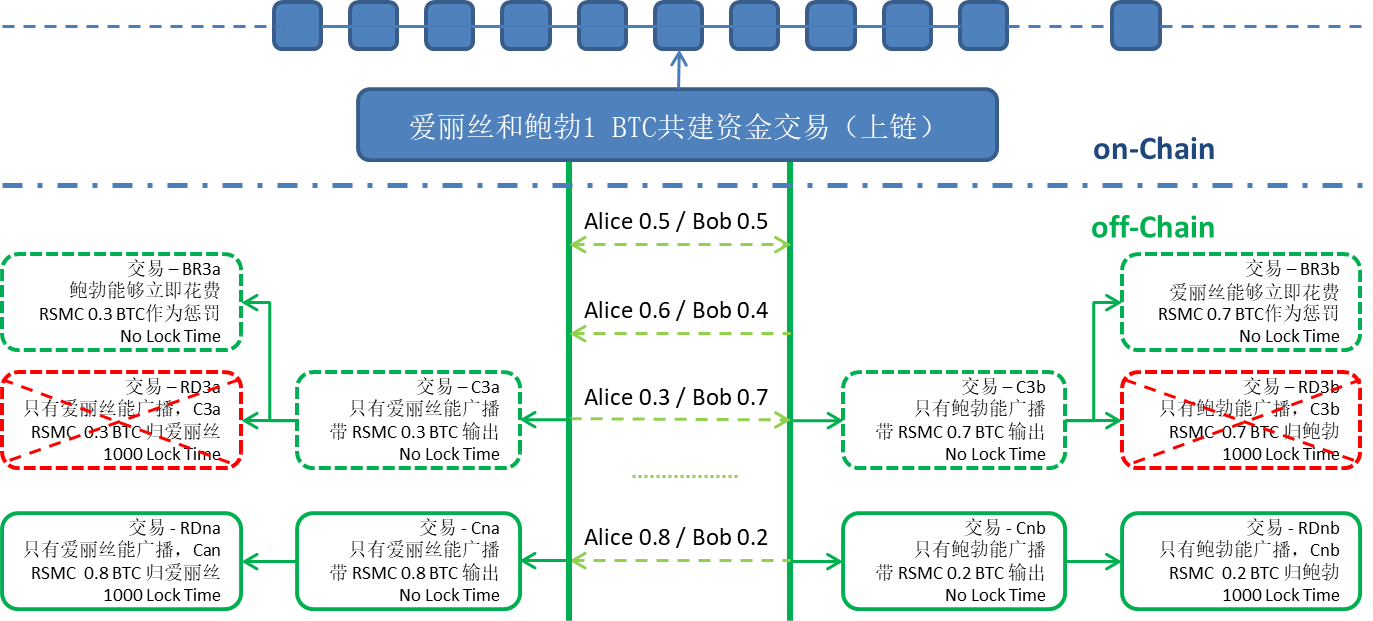 爱丽丝和鲍勃1 BTC共建资金交易（上链）
on-Chain
off-Chain
Alice 0.5 / Bob 0.5
交易 – BR3a
鲍勃能够立即花费
RSMC 0.3 BTC作为惩罚
No Lock Time
Alice 0.6 / Bob 0.4
交易 – BR3b
爱丽丝能够立即花费
RSMC 0.7 BTC作为惩罚
No Lock Time
交易 – RD3a
只有爱丽丝能广播，C3a
RSMC 0.3 BTC 归爱丽丝
1000 Lock Time
交易 – C3a
只有爱丽丝能广播
带 RSMC 0.3 BTC 输出
No Lock Time
Alice 0.3 / Bob 0.7
交易 – C3b
只有鲍勃能广播
带 RSMC 0.7 BTC 输出
No Lock Time
交易 – RD3b
只有鲍勃能广播，C3b
RSMC 0.7 BTC 归鲍勃
1000 Lock Time
交易 - RDna
只有爱丽丝能广播，Can
RSMC 0.8 BTC 归爱丽丝
1000 Lock Time
交易 - Cna
只有爱丽丝能广播
带 RSMC 0.8 BTC 输出
No Lock Time
Alice 0.8 / Bob 0.2
交易 - Cnb
只有鲍勃能广播
带 RSMC 0.2 BTC 输出
No Lock Time
交易 - RDnb
只有鲍勃能广播，Cnb
RSMC 0.2 BTC 归鲍勃
1000 Lock Time